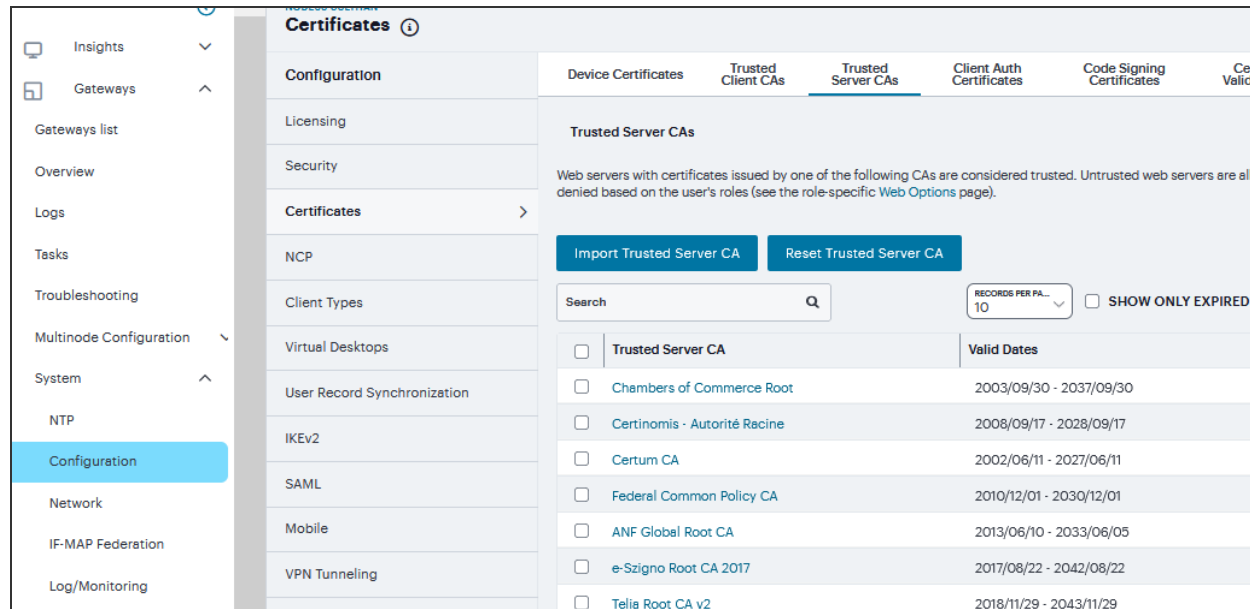 Certificates
Insights
Gateways
Gateways list
Overview
Logs
Tasks
Troubleshooting
Multinode Configuration
System
NTP
Configuration
Network
IF-MAP Federation
Log/Monitoring
Configuration
Licensing
Security
Certificates
NCP
Client Types
Virtual Desktops
User Record Synchronization
IKEv2
SAML
Mobile
VPN Tunneling
Device Certificates
Trusted
Client CAs
Trusted
Server CAs
Client Auth
Certificates
Code Signing
Certificates
Ce
Valid
Trusted Server CAs
Web servers with certificates issued by one of the following CAs are considered trusted. Untrusted web servers are al
denied based on the user's roles (see the role-specific Web Options page).
Import Trusted Server CA
Reset Trusted Server CA
Search
RECORDS PER PA...
10
SHOW ONLY EXPIRED
Trusted Server CA Valid Dates
Chambers of Commerce Root 2003/09/30 - 2037/09/30
Certinomis - Autorité Racine 2008/09/17 - 2028/09/17
Certum CA 2002/06/11 - 2027/06/11
Federal Common Policy CA 2010/12/01 - 2030/12/01
ANF Global Root CA 2013/06/10 - 2033/06/05
e-Szigno Root CA 2017 2017/08/22 - 2042/08/22
Telia Root CA v2 2018/11/29 - 2043/11/29